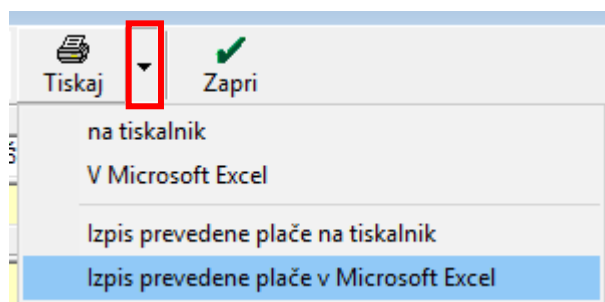 Tiskaj
Zapri
na tiskalnik
V Microsoft Excel
Izpis prevedene plače na tiskalnik
Izpis prevedene plače v Microsoft Excel